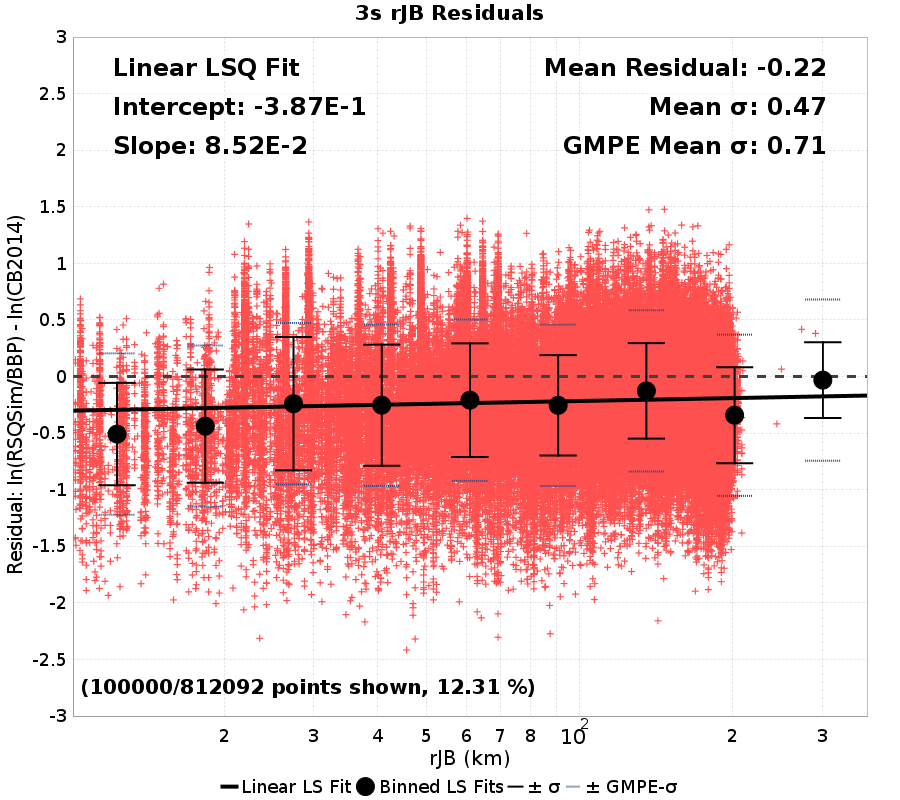 3s rJB Residuals
Linear LSQ Fit
Intercept: -3.87E-1
Slope: 8.52E-2
Mean Residual: -0.22
Mean σ: 0.47
GMPE Mean σ: 0.71
Residual: ln(RSQSim/BBP) - ln(CB2014)
3
2.5
2
1.5
1
0.5
0
-0.5
-1
-1.5
-2
-2.5
-3
(100000/812092 points shown, 12.31 %)
2 3 4 5 6 7 8 10² 2 3
rJB (km)
Linear LS Fit Binned LS Fits ± σ ± GMPE-σ